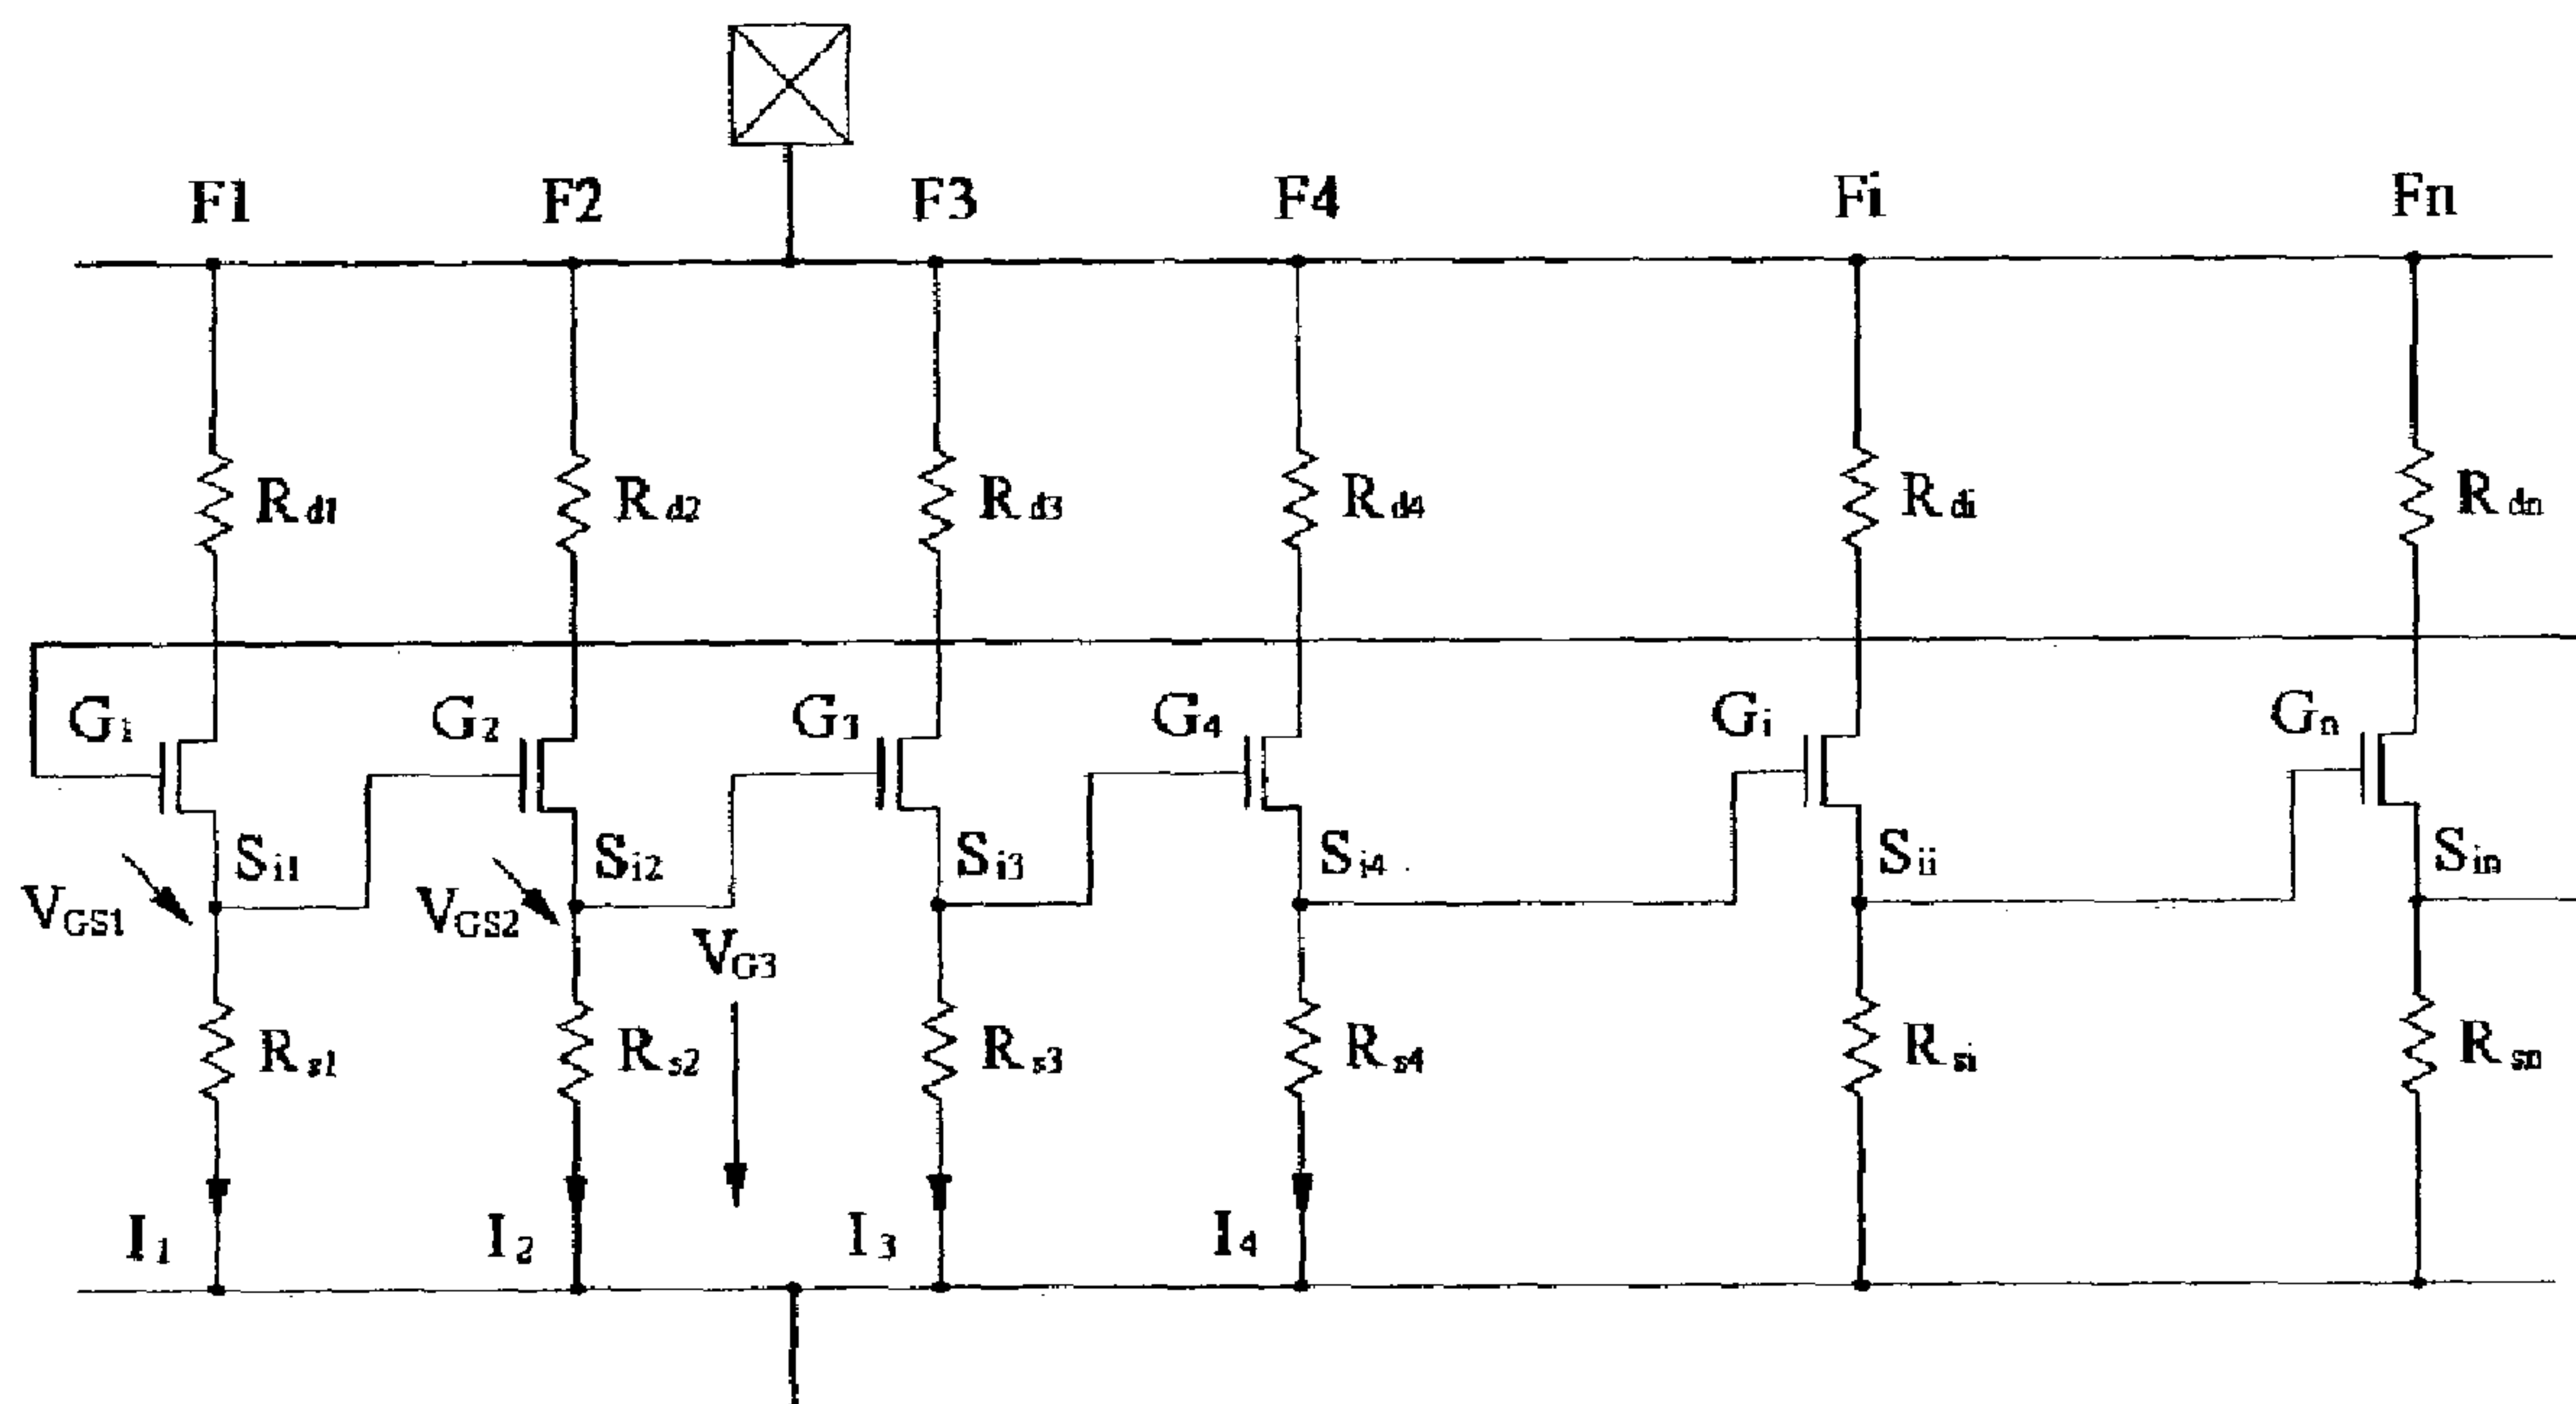 F1 F2 F3 F4 Fi Fn
Rd1 Rd2 Rd3 Rd4 Rdi Rdn
G1 G2 G3 G4 Gi Gn
Si1 Si2 Si3 Si4 Sii Sin
VGS1 VGS2 VG3
Rs1 Rs2 Rs3 Rs4 Rsi Rsn
I1 I2 I3 I4